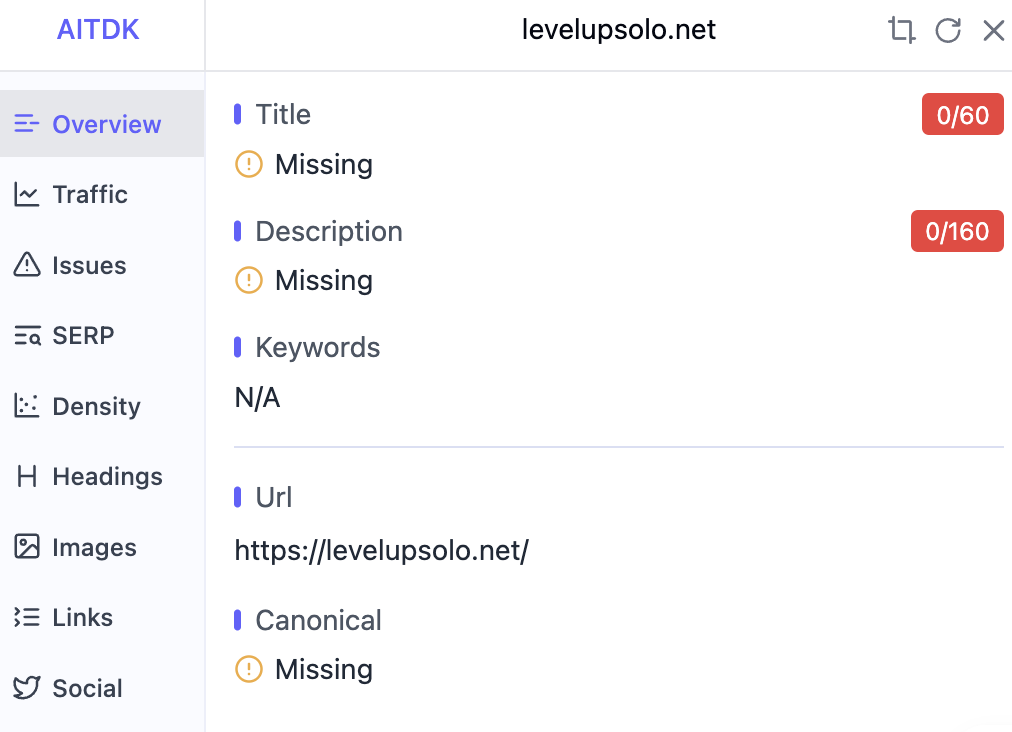 AITDK
levelupsolo.net
Overview
Traffic
Issues
SERP
Density
Headings
Images
Links
Social
Title
0/60
Missing
Description
0/160
Missing
Keywords
N/A
Url
https://levelupsolo.net/
Canonical
Missing